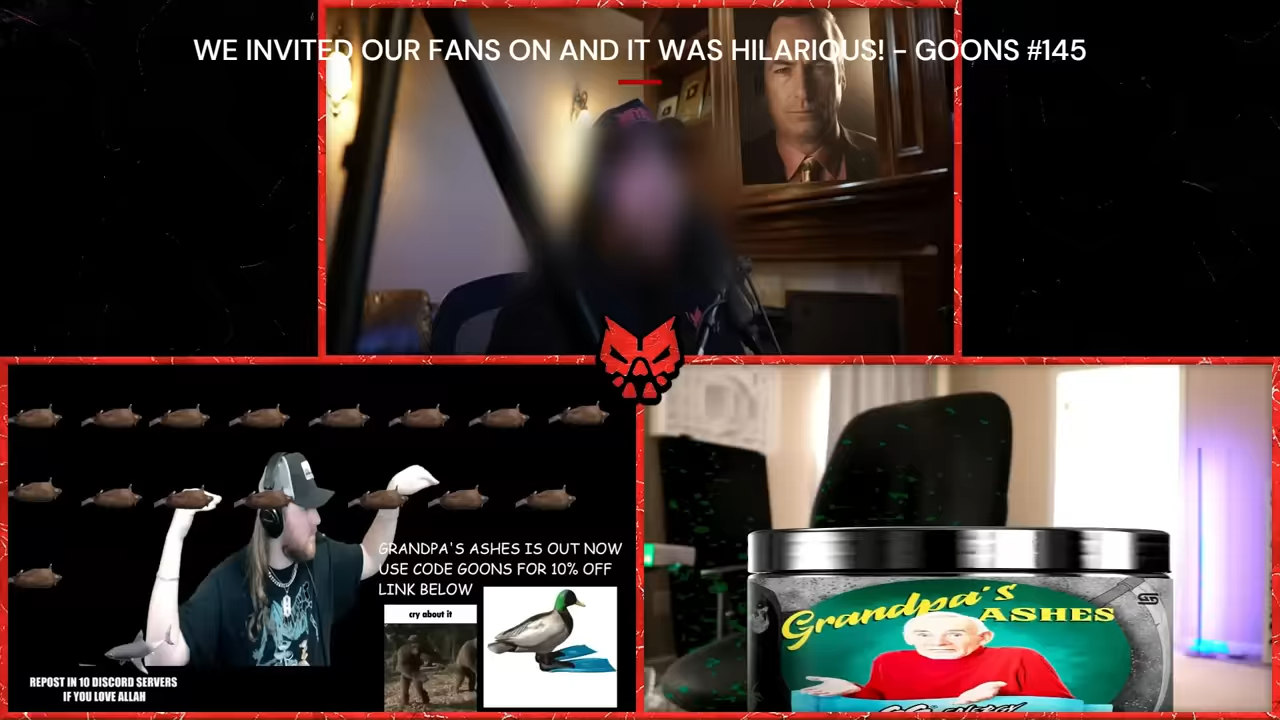 WE INVITED OUR FANS ON AND IT WAS HILARIOUS! - GOONS #145
GRANDPA'S ASHES IS OUT NOW
USE CODE GOONS FOR 10% OFF
LINK BELOW
cry about it
REPOST IN 10 DISCORD SERVERS
IF YOU LOVE ALLAH
Grandpa's
ASHES